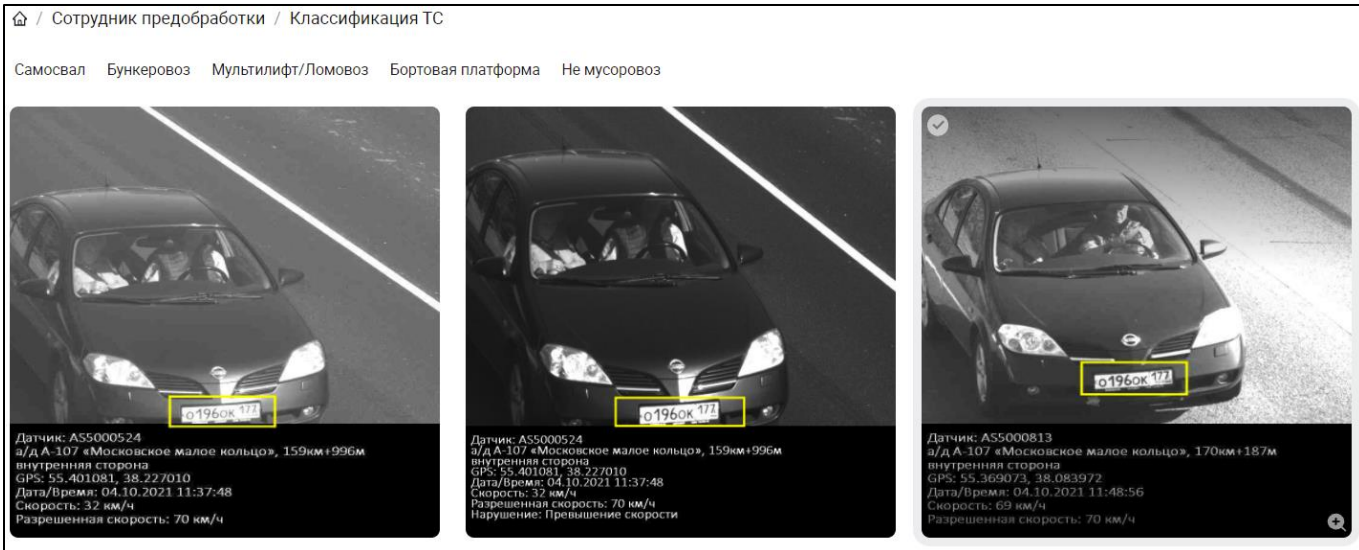 / Сотрудник предобработки / Классификация ТС
Самосвал Бункеровоз Мультилифт/Ломовоз Бортовая платформа Не мусоровоз
о196ок 177
Датчик: AS5000524
а/д А-107 «Московское малое кольцо», 159км+996м
внутренняя сторона
GPS: 55.401081, 38.227010
Дата/Время: 04.10.2021 11:37:48
Скорость: 32 км/ч
Разрешенная скорость: 70 км/ч
о196ок 177
Датчик: AS5000524
а/д А-107 «Московское малое кольцо», 159км+996м
внутренняя сторона
GPS: 55.401081, 38.227010
Дата/Время: 04.10.2021 11:37:48
Скорость: 32 км/ч
Разрешенная скорость: 70 км/ч
Нарушение: Превышение скорости
о196ок 177
Датчик: AS5000813
а/д А-107 «Московское малое кольцо», 170км+187м
внутренняя сторона
GPS: 55.369073, 38.083972
Дата/Время: 04.10.2021 11:48:56
Скорость: 69 км/ч
Разрешенная скорость: 70 км/ч